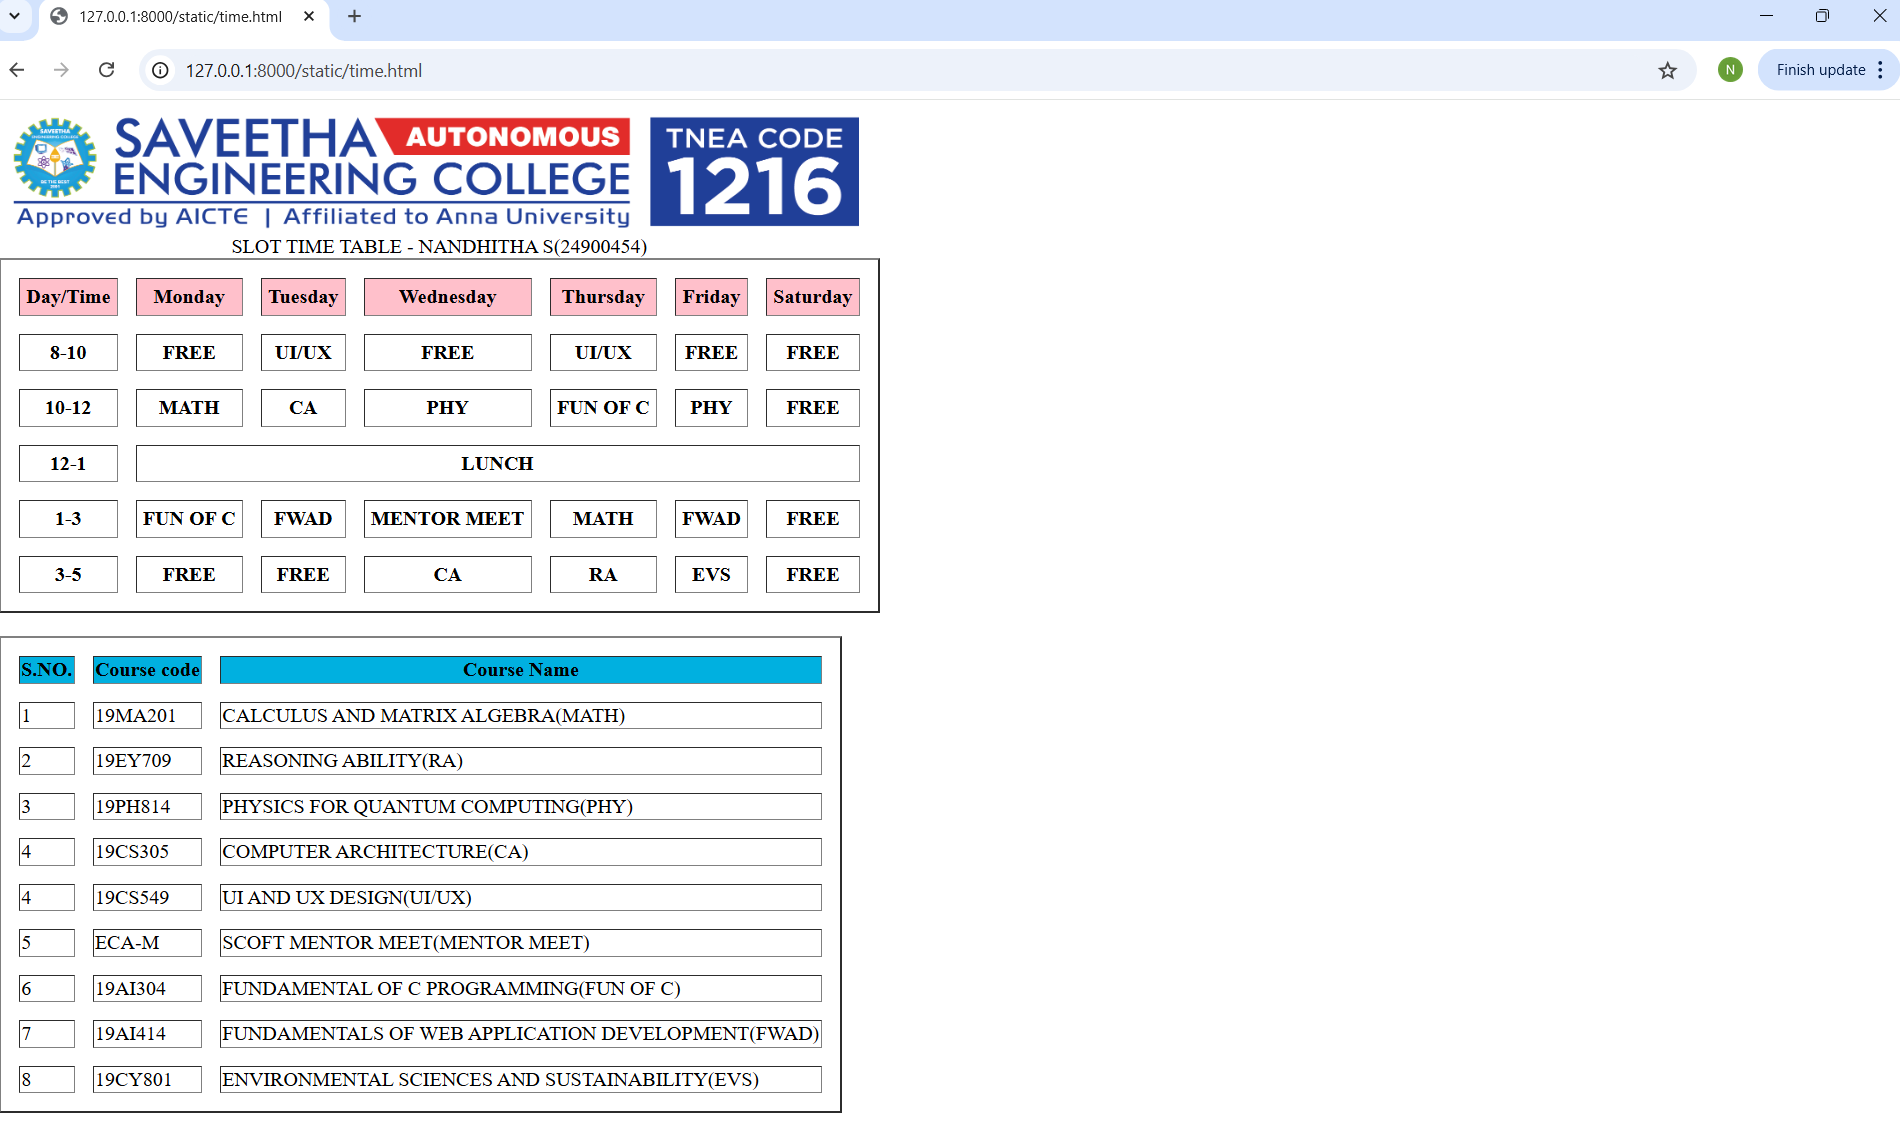 127.0.0.1:8000/static/time.html
127.0.0.1:8000/static/time.html
N
Finish update
SAVEETHA AUTONOMOUS
ENGINEERING COLLEGE
Approved by AICTE | Affiliated to Anna University
TNEA CODE
1216
SLOT TIME TABLE - NANDHITHA S(24900454)
Day/Time Monday Tuesday Wednesday Thursday Friday Saturday
8-10 FREE UI/UX FREE UI/UX FREE FREE
10-12 MATH CA PHY FUN OF C PHY FREE
12-1 LUNCH
1-3 FUN OF C FWAD MENTOR MEET MATH FWAD FREE
3-5 FREE FREE CA RA EVS FREE
S.NO. Course code Course Name
1 19MA201 CALCULUS AND MATRIX ALGEBRA(MATH)
2 19EY709 REASONING ABILITY(RA)
3 19PH814 PHYSICS FOR QUANTUM COMPUTING(PHY)
4 19CS305 COMPUTER ARCHITECTURE(CA)
4 19CS549 UI AND UX DESIGN(UI/UX)
5 ECA-M SCOFT MENTOR MEET(MENTOR MEET)
6 19AI304 FUNDAMENTAL OF C PROGRAMMING(FUN OF C)
7 19AI414 FUNDAMENTALS OF WEB APPLICATION DEVELOPMENT(FWAD)
8 19CY801 ENVIRONMENTAL SCIENCES AND SUSTAINABILITY(EVS)